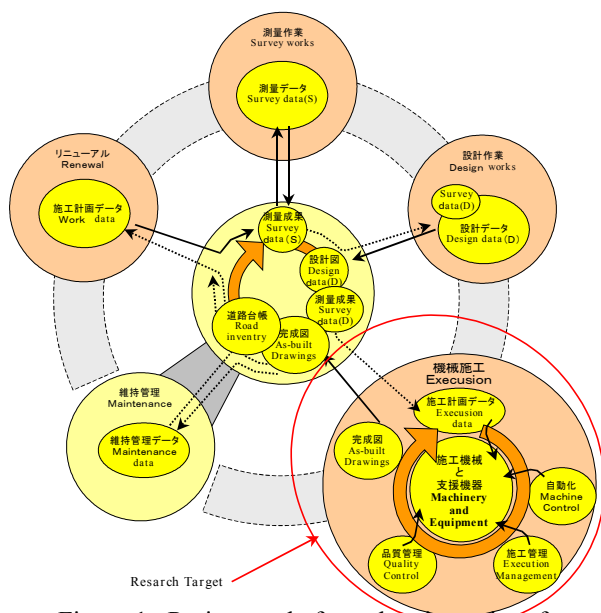 測量作業
Survey works
測量データ
Survey data(S)
リニューアル
Renewal
施工計画データ
Work data
設計作業
Design works
Survey
data(D)
設計データ
Design data(D)
測量成果
Survey
data(S)
設計図
Design
data(D)
測量成果
Survey
data(D)
道路台帳
Road
inventry
完成図
As-built
Drawings
維持管理
Maintenance
維持管理データ
Maintenance
data
機械施工
Execusion
施工計画データ
Execution
data
完成図
As-built
Drawings
施工機械
と
支援機器
Machinery
and
Equipment
自動化
Machine
Control
品質管理
Quality
Control
施工管理
Execution
Management
Resarch Target